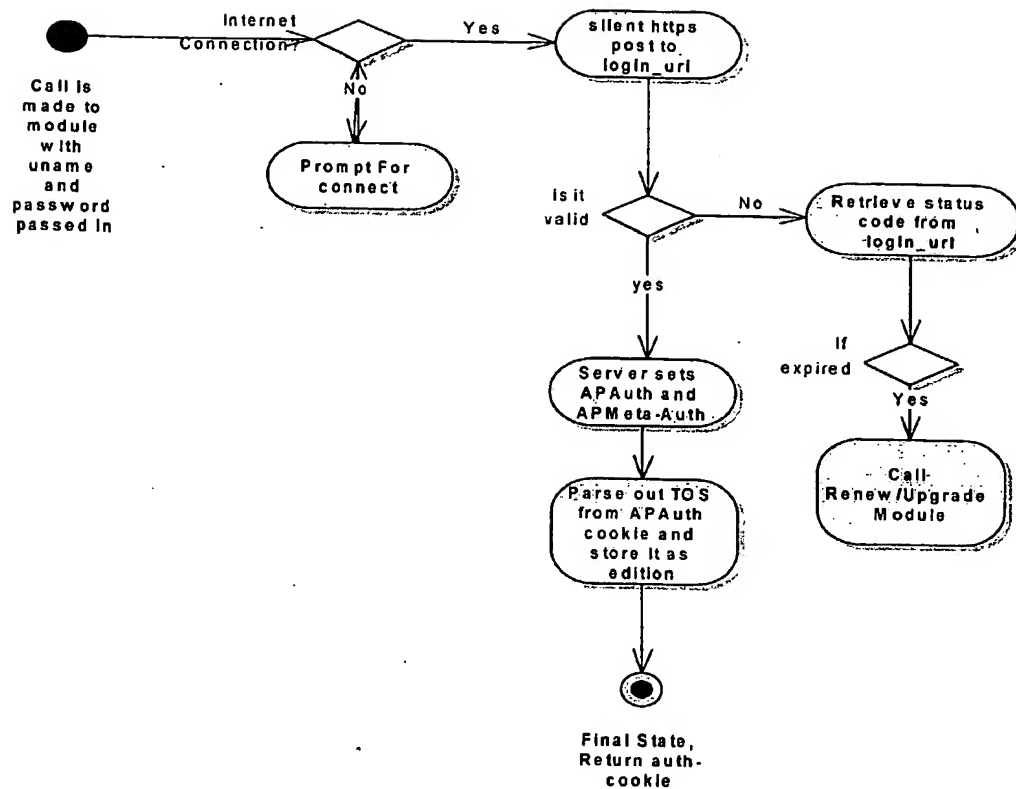 Internet
Connection?
Yes
silent https
post to
login_url
Call is
made to
module
with
uname
and
password
passed in
No
Prompt For
connect
is it
valid
No
Retrieve status
code from
login_url
yes
If
expired
Yes
Server sets
APAuth and
APMeta-Auth
Call
Renew/Upgrade
Module
Parse out TOS
from APAuth
cookie and
store it as
edition
Final State,
Return auth-
cookie